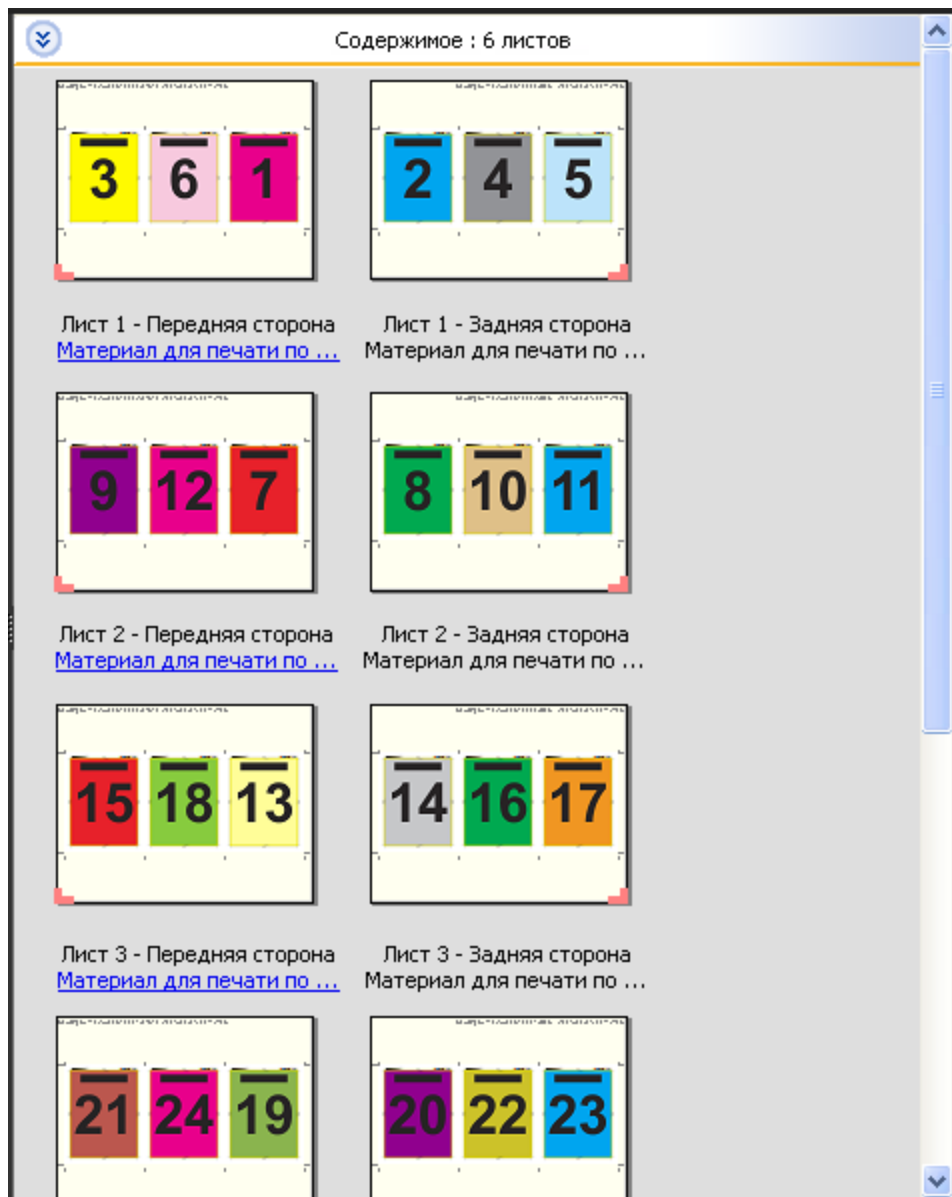 Содержимое : 6 листов
3 6 1
2 4 5
Лист 1 - Передняя сторона
Материал для печати по ...
Лист 1 - Задняя сторона
Материал для печати по ...
9 12 7
8 10 11
Лист 2 - Передняя сторона
Материал для печати по ...
Лист 2 - Задняя сторона
Материал для печати по ...
15 18 13
14 16 17
Лист 3 - Передняя сторона
Материал для печати по ...
Лист 3 - Задняя сторона
Материал для печати по ...
21 24 19
20 22 23